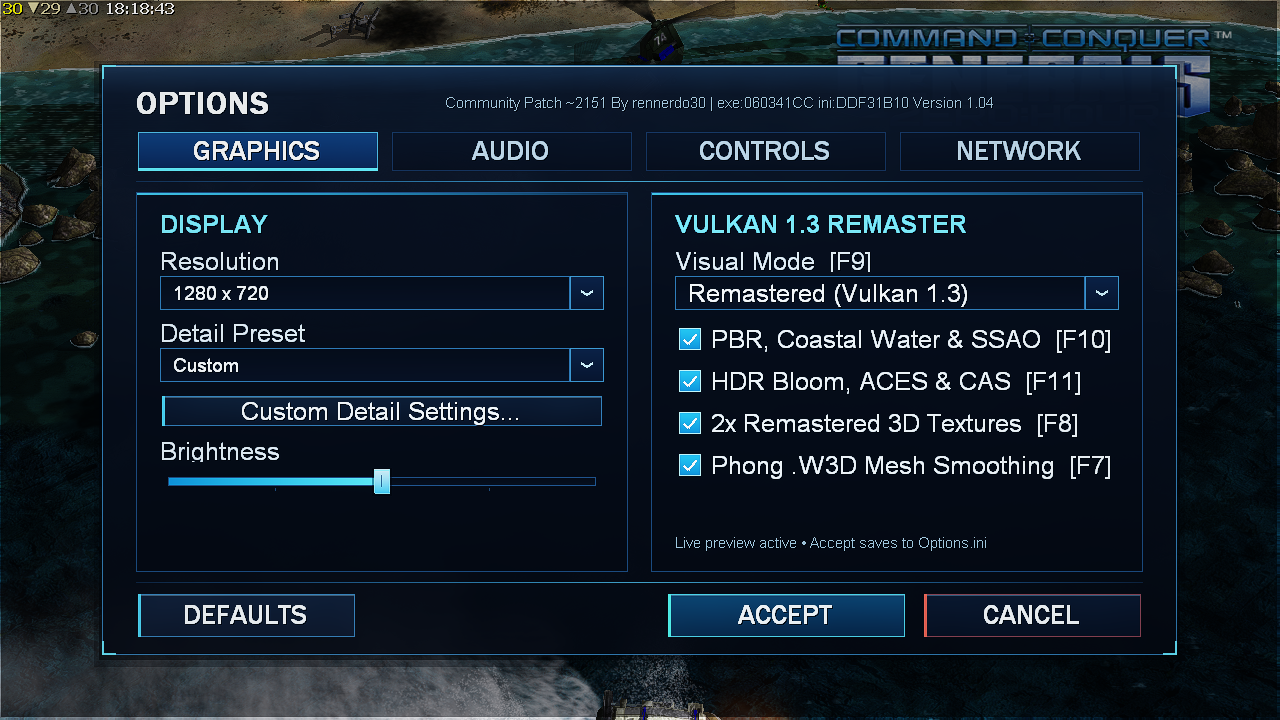 30 ▼29 ▲30 18:18:43
COMMAND & CONQUER™
OPTIONS
Community Patch ~2151 By rennerdo30 | exe:060341CC ini:DDF31B10 Version 1.04
GRAPHICS
AUDIO
CONTROLS
NETWORK
DISPLAY
Resolution
1280 x 720
Detail Preset
Custom
Custom Detail Settings...
Brightness
VULKAN 1.3 REMASTER
Visual Mode [F9]
Remastered (Vulkan 1.3)
PBR, Coastal Water & SSAO [F10]
HDR Bloom, ACES & CAS [F11]
2x Remastered 3D Textures [F8]
Phong .W3D Mesh Smoothing [F7]
Live preview active • Accept saves to Options.ini
DEFAULTS
ACCEPT
CANCEL